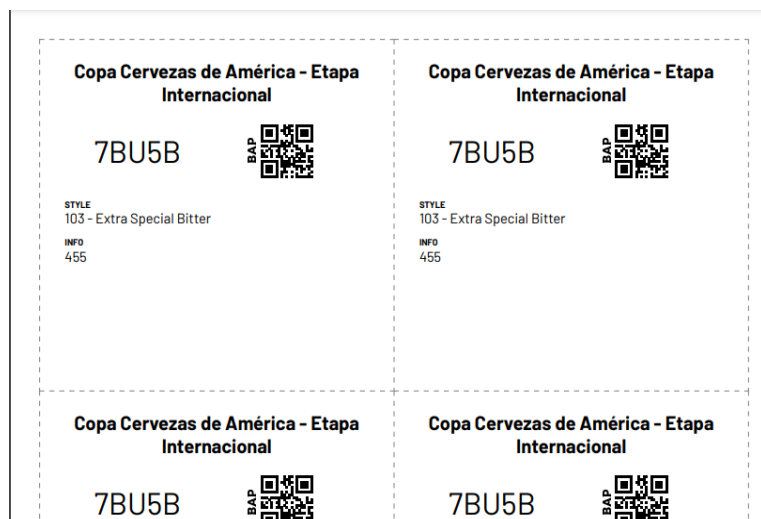 Copa Cervezas de América - Etapa
Internacional
7BU5B
BAP
STYLE
103 - Extra Special Bitter
INFO
455
Copa Cervezas de América - Etapa
Internacional
7BU5B
BAP
STYLE
103 - Extra Special Bitter
INFO
455
Copa Cervezas de América - Etapa
Internacional
7BU5B
BAP
Copa Cervezas de América - Etapa
Internacional
7BU5B
BAP